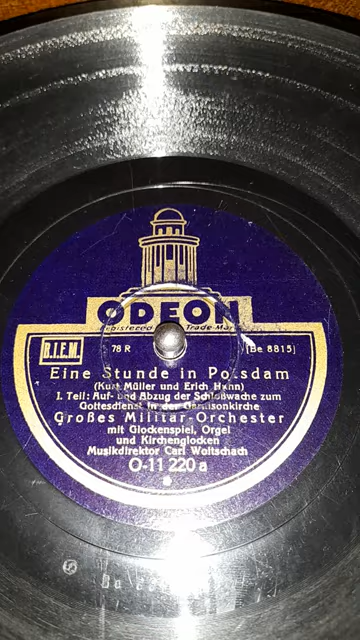 ODEON
Registered Trade-Mark
B.I.E.M. 78 R [Be 8815]
Eine Stunde in Potsdam
(Kurt Müller und Erich Hahn)
1. Teil: Auf- und Abzug der Schloßwache zum
Gottesdienst in der Garnisonkirche
Großes Militär-Orchester
mit Glockenspiel, Orgel
und Kirchenglocken
Musikdirektor Carl Woitschach
O-11 220 a